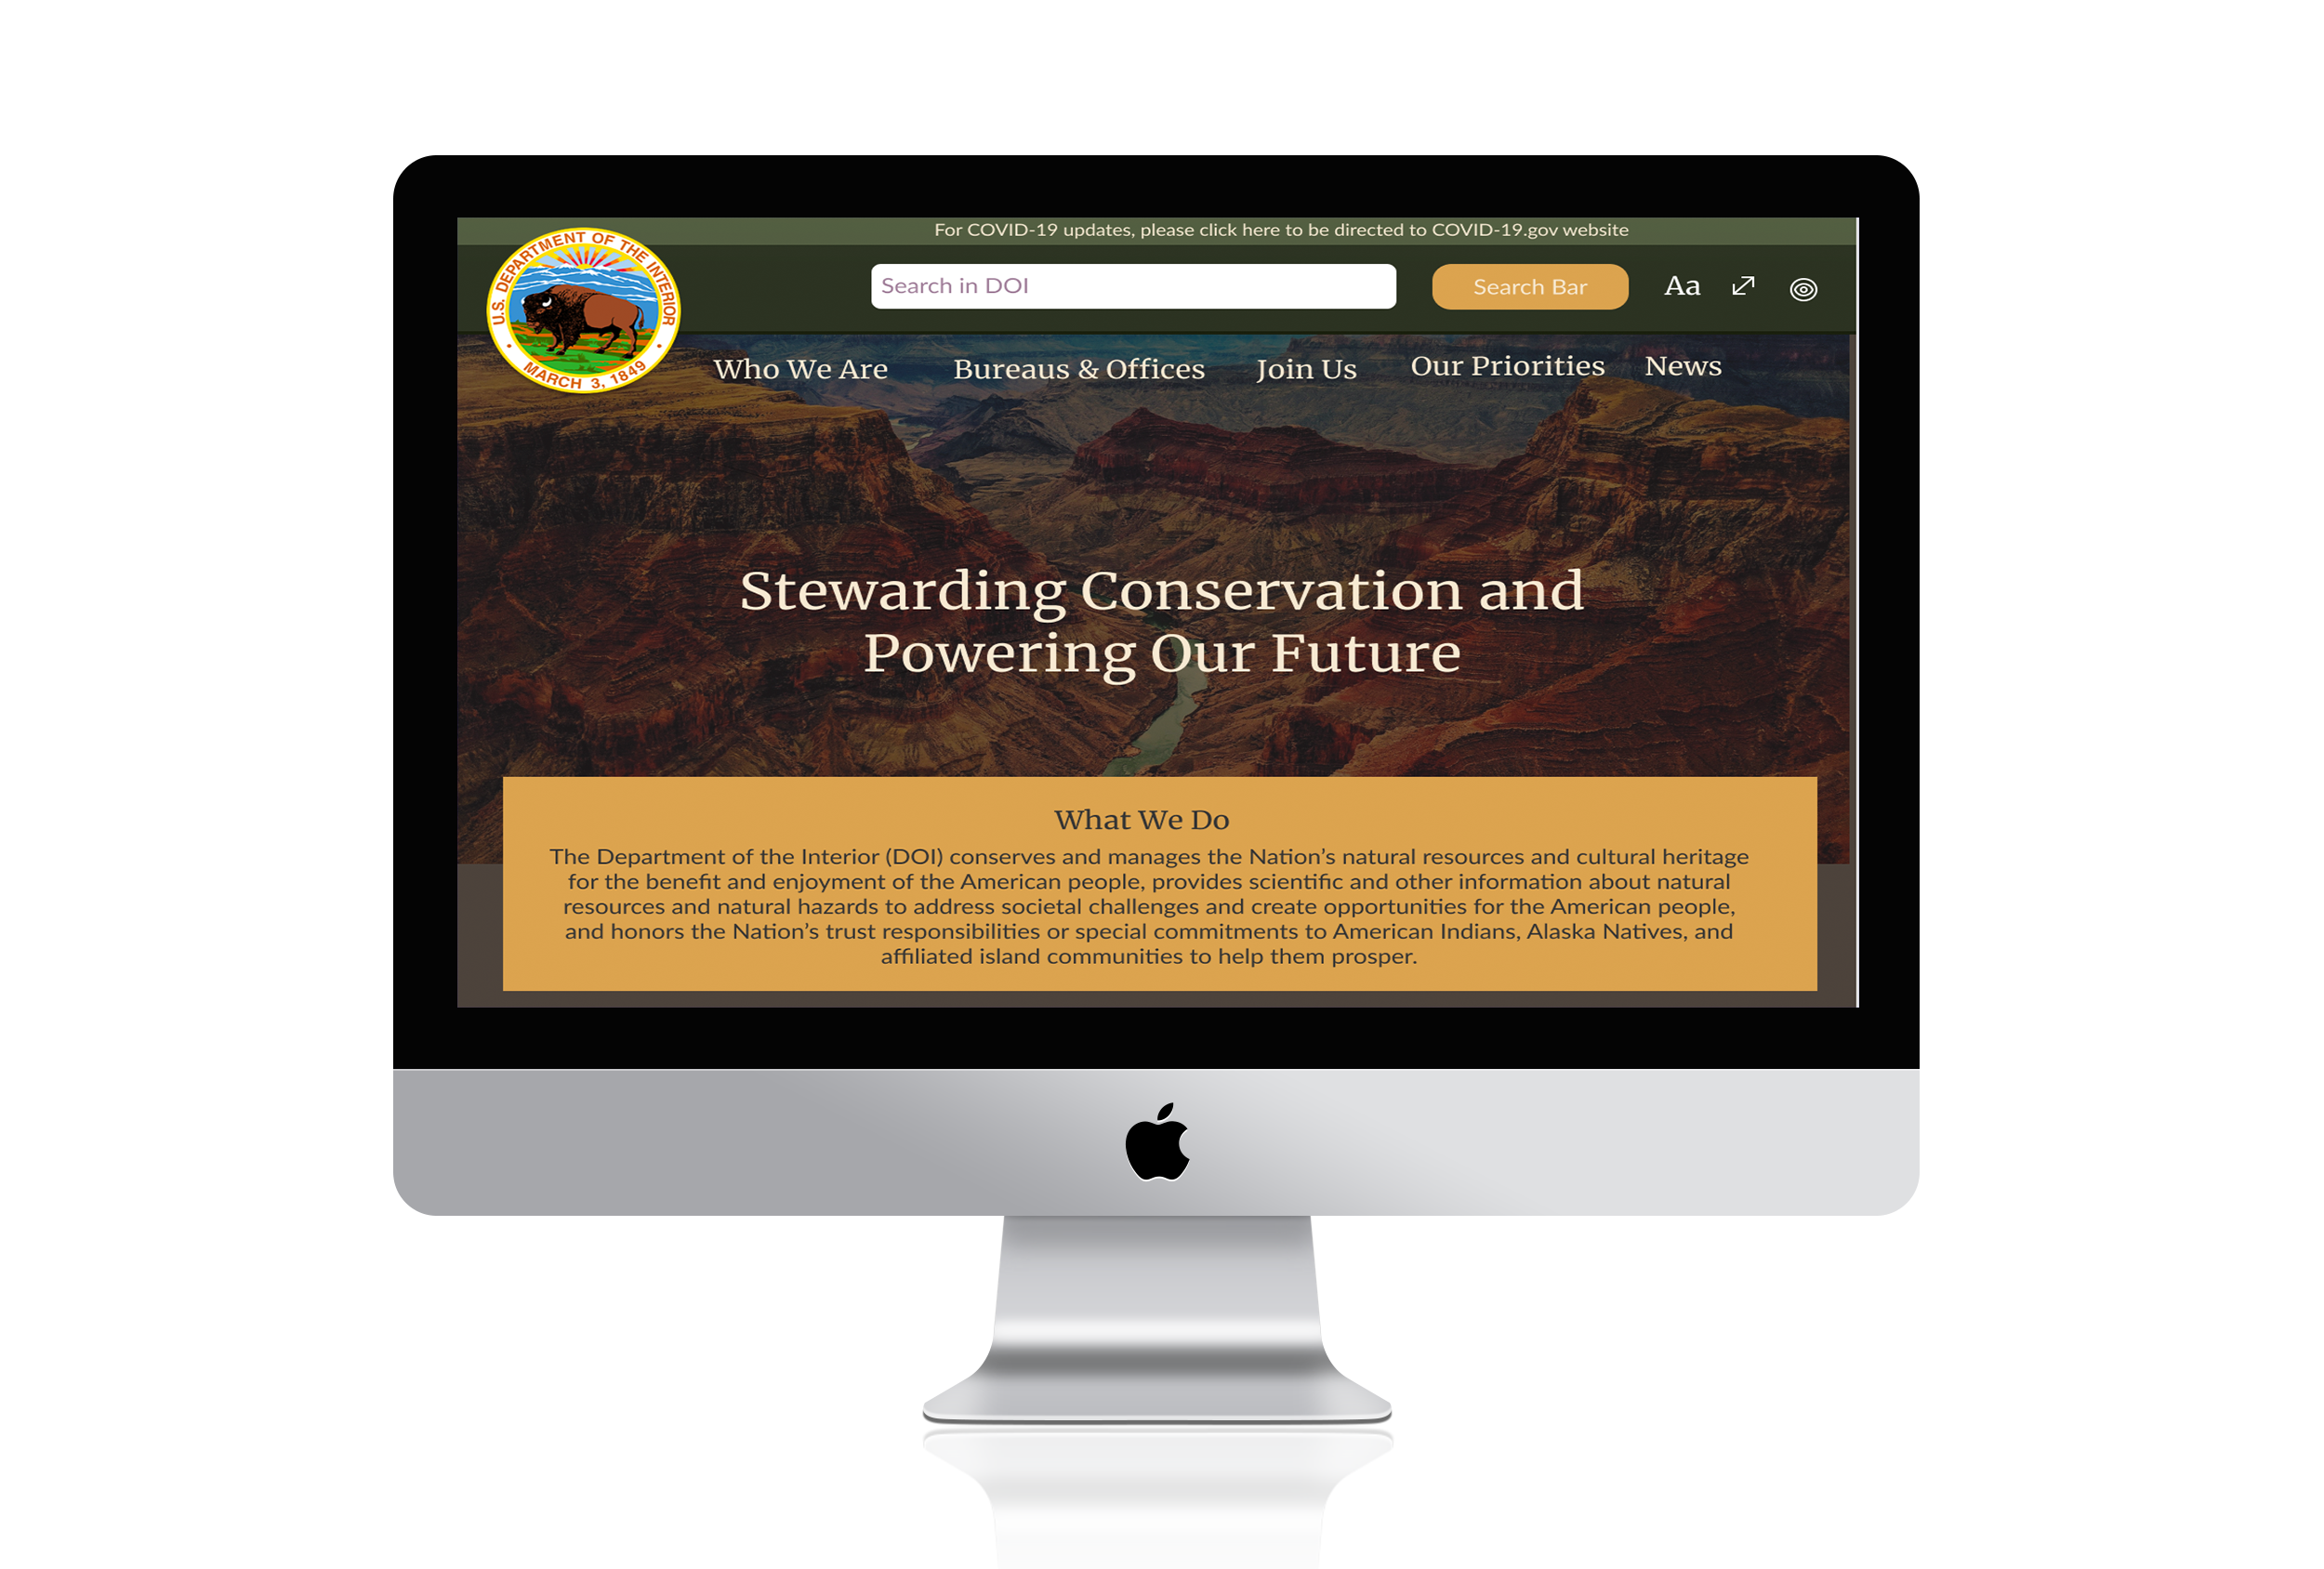 For COVID-19 updates, please click here to be directed to COVID-19.gov website
U.S. DEPARTMENT OF THE INTERIOR
MARCH 3, 1849
Search in DOI
Search Bar
Aa
Who We Are
Bureaus & Offices
Join Us
Our Priorities
News
Stewarding Conservation and
Powering Our Future
What We Do
The Department of the Interior (DOI) conserves and manages the Nation’s natural resources and cultural heritage
for the benefit and enjoyment of the American people, provides scientific and other information about natural
resources and natural hazards to address societal challenges and create opportunities for the American people,
and honors the Nation’s trust responsibilities or special commitments to American Indians, Alaska Natives, and
affiliated island communities to help them prosper.